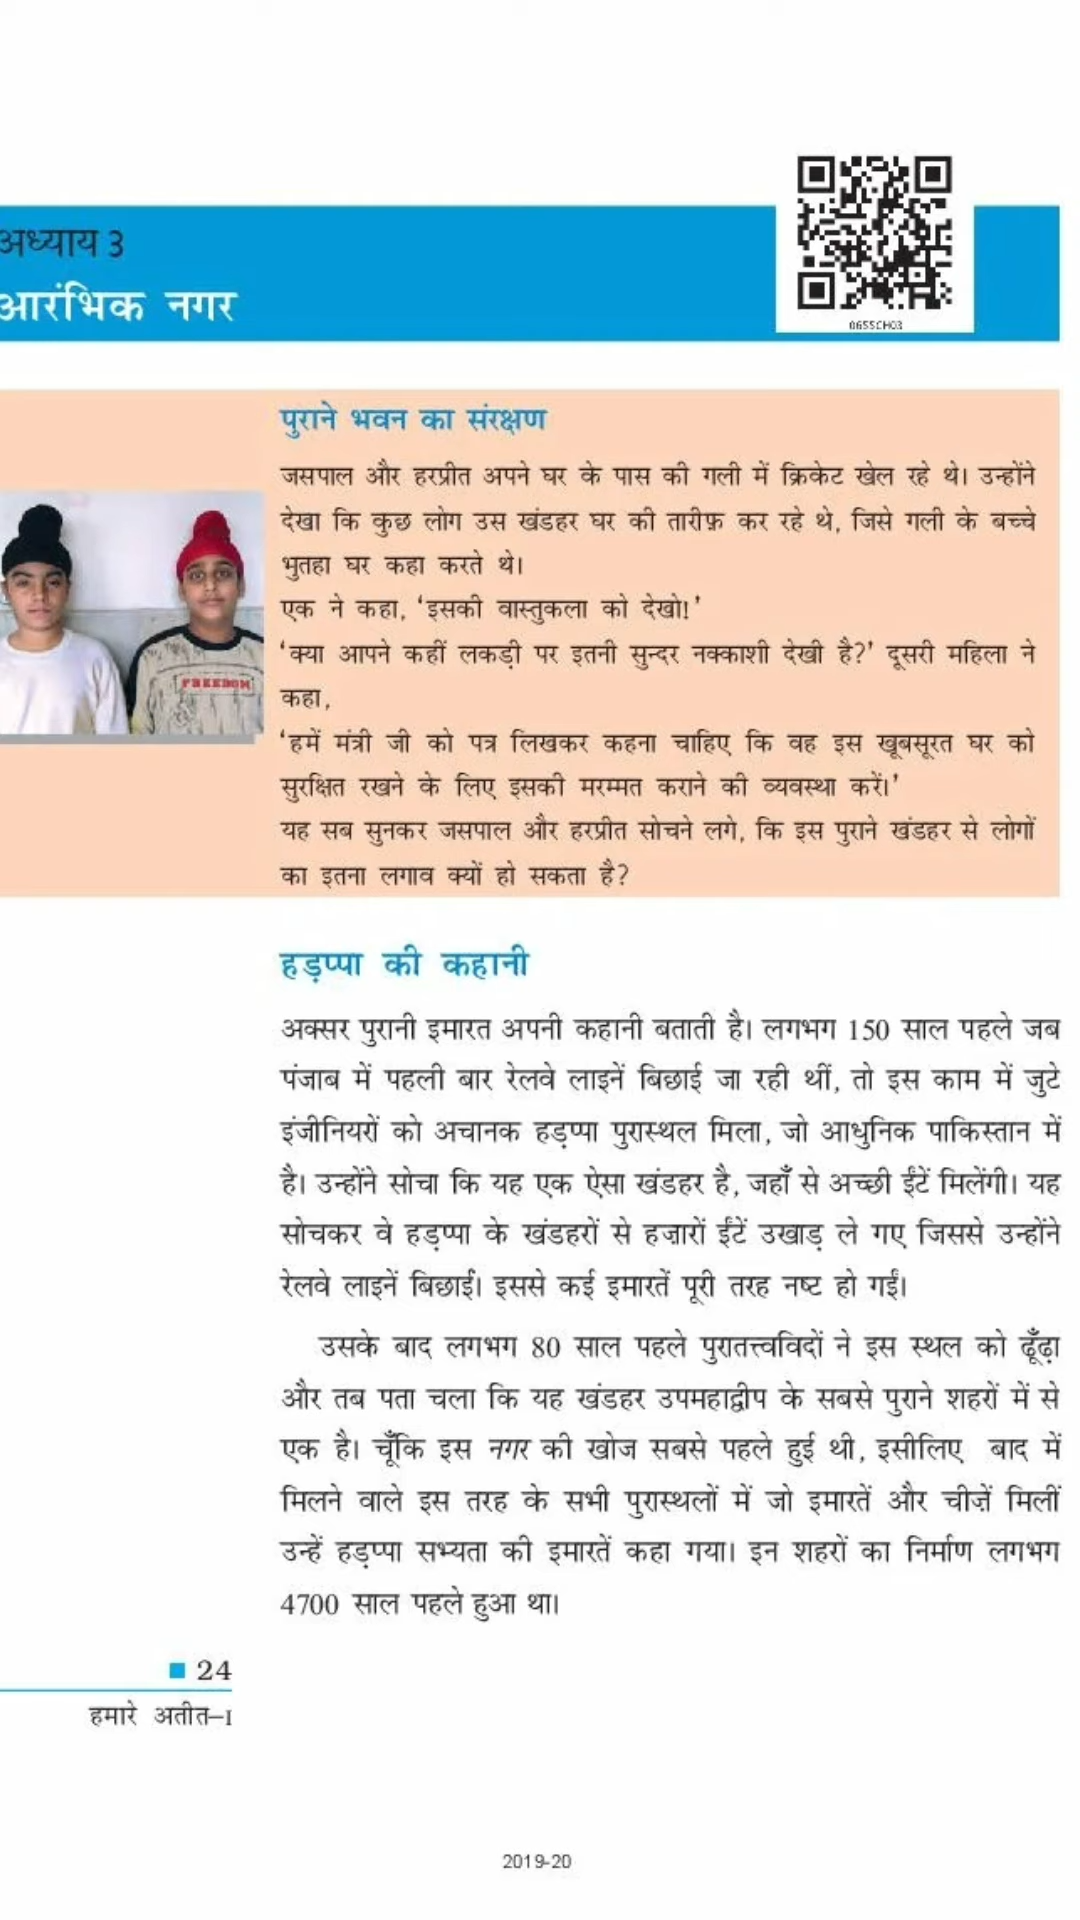 अध्याय 3
आरंभिक नगर
0655CH03
पुराने भवन का संरक्षण
जसपाल और हरप्रीत अपने घर के पास की गली में क्रिकेट खेल रहे थे। उन्होंने
देखा कि कुछ लोग उस खंडहर घर की तारीफ़ कर रहे थे, जिसे गली के बच्चे
भुतहा घर कहा करते थे।
एक ने कहा, ‘इसकी वास्तुकला को देखो!’
‘क्या आपने कहीं लकड़ी पर इतनी सुन्दर नक्काशी देखी है?’ दूसरी महिला ने
कहा,
‘हमें मंत्री जी को पत्र लिखकर कहना चाहिए कि वह इस खूबसूरत घर को
सुरक्षित रखने के लिए इसकी मरम्मत कराने की व्यवस्था करें।’
यह सब सुनकर जसपाल और हरप्रीत सोचने लगे, कि इस पुराने खंडहर से लोगों
का इतना लगाव क्यों हो सकता है?
FREEDOM
हड़प्पा की कहानी
अक्सर पुरानी इमारत अपनी कहानी बताती है। लगभग 150 साल पहले जब
पंजाब में पहली बार रेलवे लाइनें बिछाई जा रही थीं, तो इस काम में जुटे
इंजीनियरों को अचानक हड़प्पा पुरास्थल मिला, जो आधुनिक पाकिस्तान में
है। उन्होंने सोचा कि यह एक ऐसा खंडहर है, जहाँ से अच्छी ईंटें मिलेंगी। यह
सोचकर वे हड़प्पा के खंडहरों से हज़ारों ईंटें उखाड़ ले गए जिससे उन्होंने
रेलवे लाइनें बिछाईं। इससे कई इमारतें पूरी तरह नष्ट हो गईं।
उसके बाद लगभग 80 साल पहले पुरातत्त्वविदों ने इस स्थल को ढूँढ़ा
और तब पता चला कि यह खंडहर उपमहाद्वीप के सबसे पुराने शहरों में से
एक है। चूँकि इस नगर की खोज सबसे पहले हुई थी, इसीलिए बाद में
मिलने वाले इस तरह के सभी पुरास्थलों में जो इमारतें और चीज़ें मिलीं
उन्हें हड़प्पा सभ्यता की इमारतें कहा गया। इन शहरों का निर्माण लगभग
4700 साल पहले हुआ था।
24
हमारे अतीत–I
2019-20